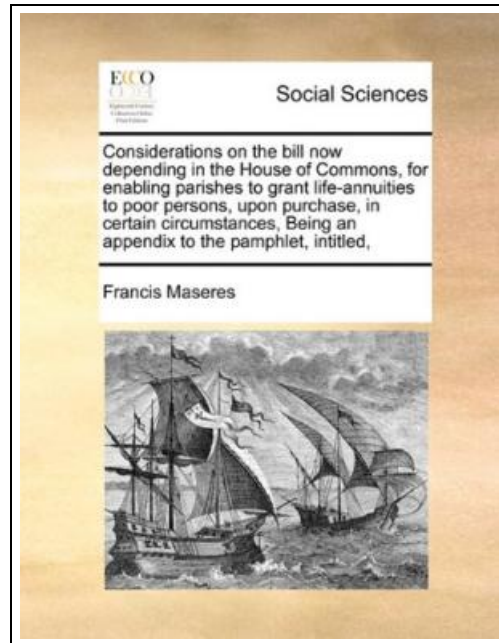 ECCO
Social Sciences
Considerations on the bill now
depending in the House of Commons, for
enabling parishes to grant life-annuities
to poor persons, upon purchase, in
certain circumstances, Being an
appendix to the pamphlet, intitled,
Francis Maseres